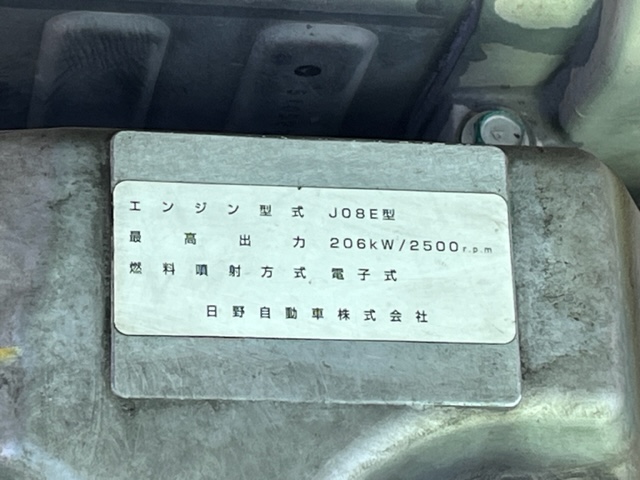 エンジン型式 J08E型
最高出力 206kW/2500r.p.m
燃料噴射方式 電子式
日野自動車株式会社